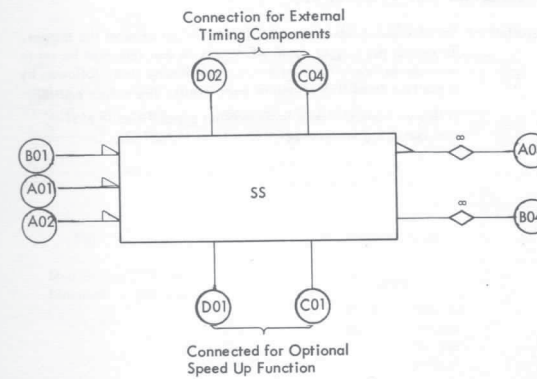 Connection for External
Timing Components
D02 C04
B01
A01
A02
SS
∞
∞
B04
D01 C01
Connected for Optional
Speed Up Function